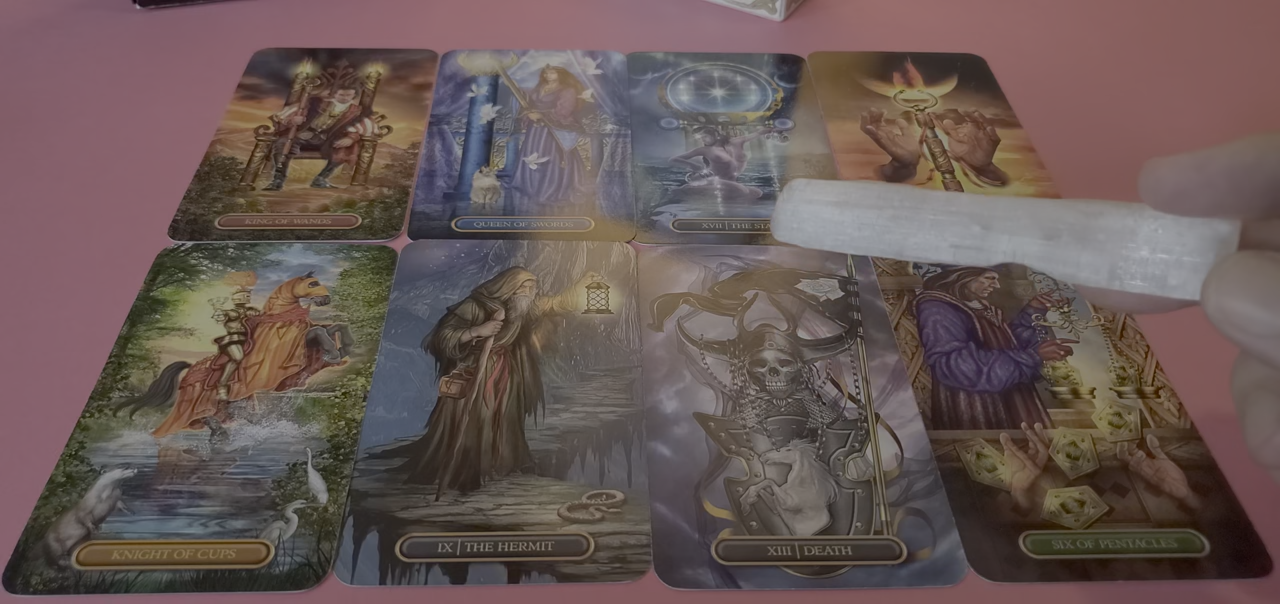 KING OF WANDS
QUEEN OF SWORDS
XVII | THE
KNIGHT OF CUPS
IX | THE HERMIT
XIII | DEATH
SIX OF PENTACLES